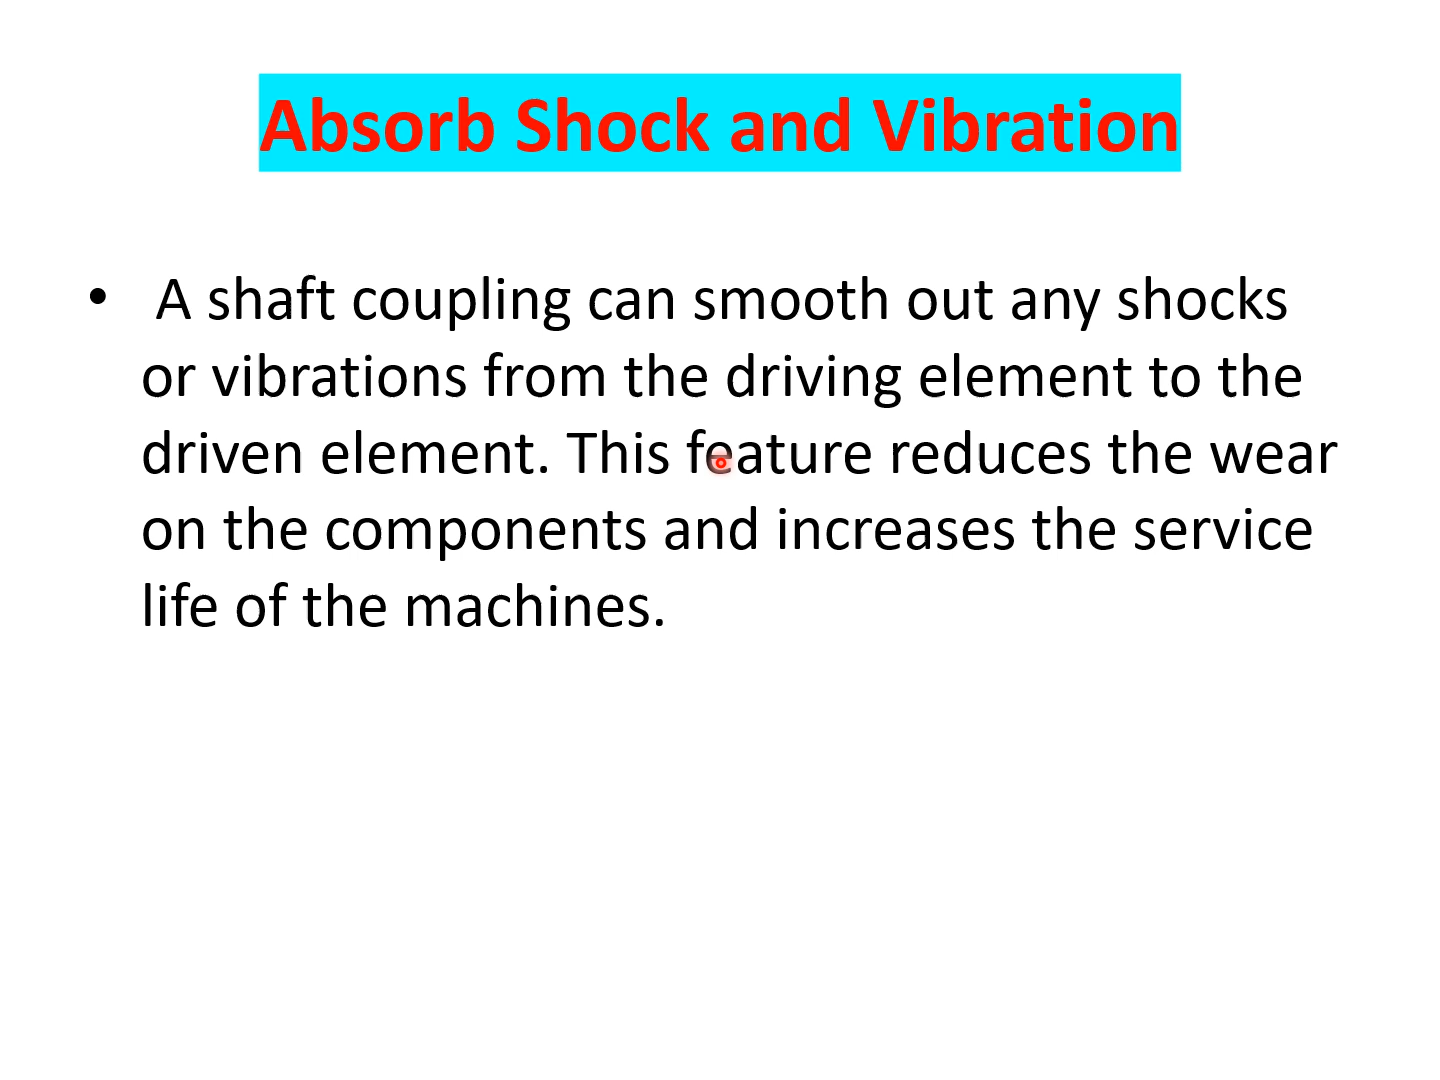 Absorb Shock and Vibration
• A shaft coupling can smooth out any shocks
or vibrations from the driving element to the
driven element. This feature reduces the wear
on the components and increases the service
life of the machines.